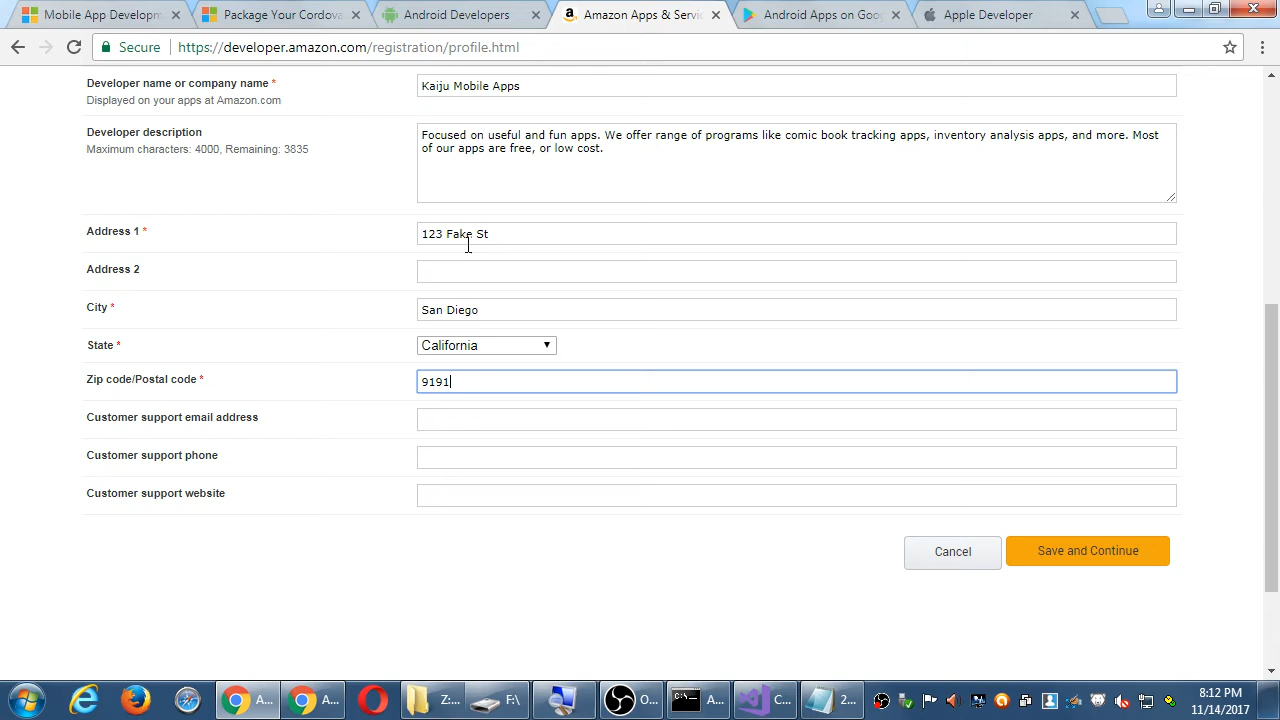 Mobile App Developm
Package Your Cordova
Android Developers
Amazon Apps & Servic
Android Apps on Goog
Apple Developer
Secure
https://developer.amazon.com/registration/profile.html
Developer name or company name *
Displayed on your apps at Amazon.com
Kaiju Mobile Apps
Developer description
Maximum characters: 4000, Remaining: 3835
Focused on useful and fun apps. We offer range of programs like comic book tracking apps, inventory analysis apps, and more. Most
of our apps are free, or low cost.
Address 1 *
123 Fake St
Address 2
City *
San Diego
State *
California
Zip code/Postal code *
9191
Customer support email address
Customer support phone
Customer support website
Cancel
Save and Continue
A...
A...
Z:...
F:\
O...
A...
C...
2...
8:12 PM
11/14/2017